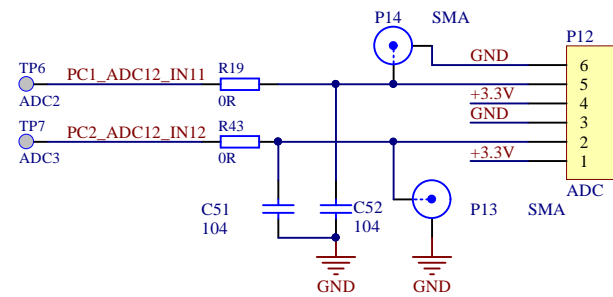 P14 SMA
P12
TP6 PC1_ADC12_IN11 R19 GND 6
ADC2 0R 5
+3.3V 4
TP7 PC2_ADC12_IN12 R43 GND 3
ADC3 0R 2
+3.3V 1
ADC
C51 C52 P13 SMA
104 104
GND GND